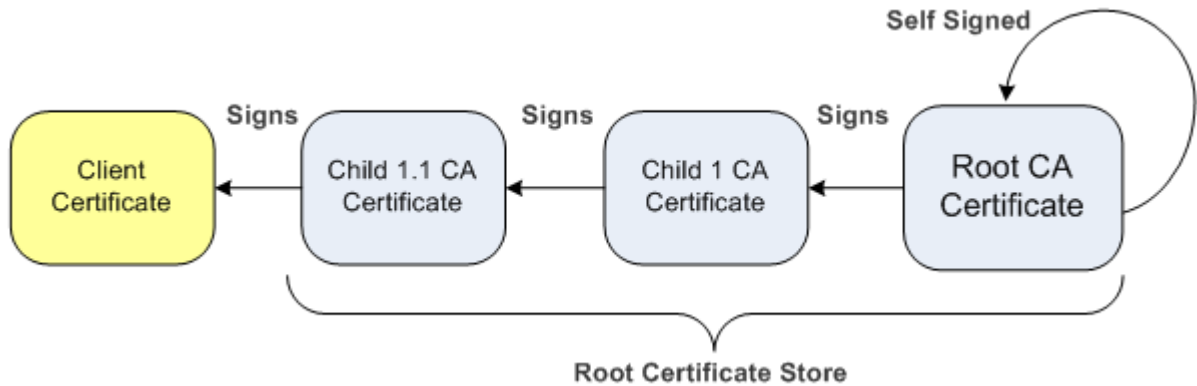 Self Signed
Signs
Signs
Signs
Client
Certificate
Child 1.1 CA
Certificate
Child 1 CA
Certificate
Root CA
Certificate
Root Certificate Store